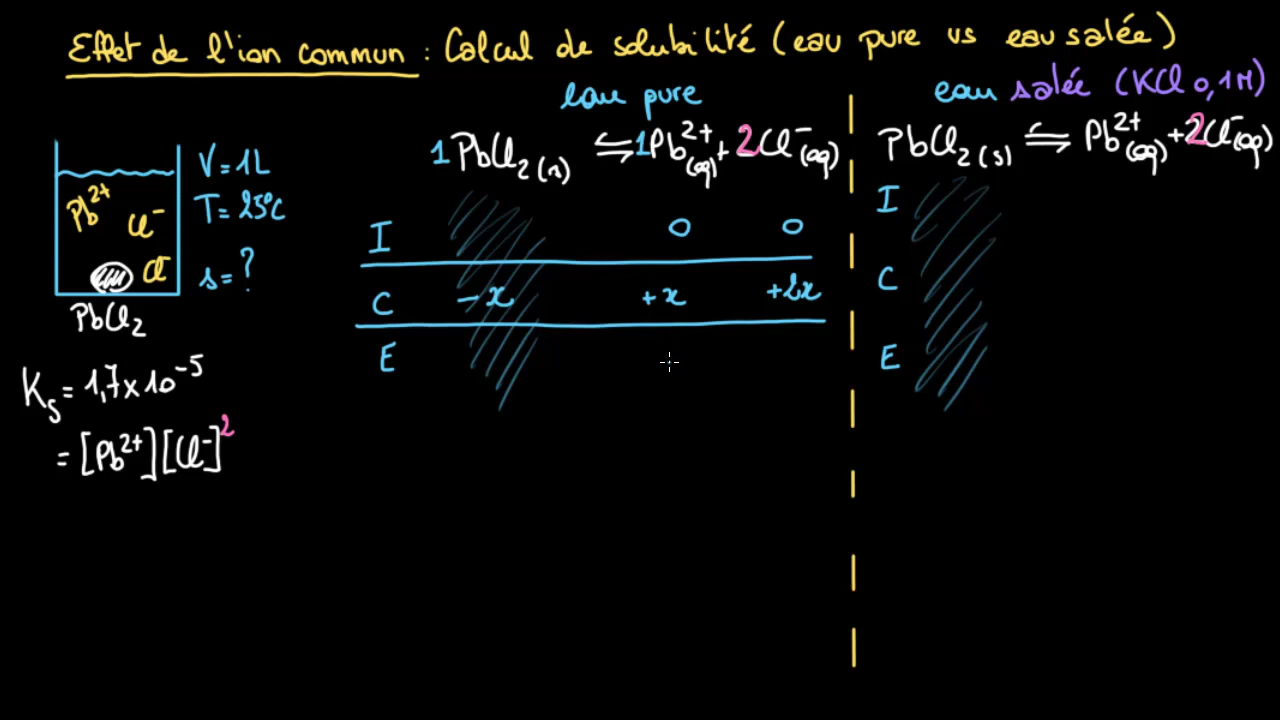 Effet de l'ion commun : Calcul de solubilité (eau pure vs eau salée)
eau pure
eau salée (KCl 0,1M)
1PbCl₂(s) ⇌ 1Pb²⁺(aq) + 2Cl⁻(aq)
PbCl₂(s) ⇌ Pb²⁺(aq) + 2Cl⁻(aq)
V = 1L
T = 25°C
s = ?
Pb²⁺
Cl⁻
Cl⁻
PbCl₂
Kₛ = 1,7 x 10⁻⁵
= [Pb²⁺][Cl⁻]²
I 0 0
C -x +x +2x
E
I
C
E